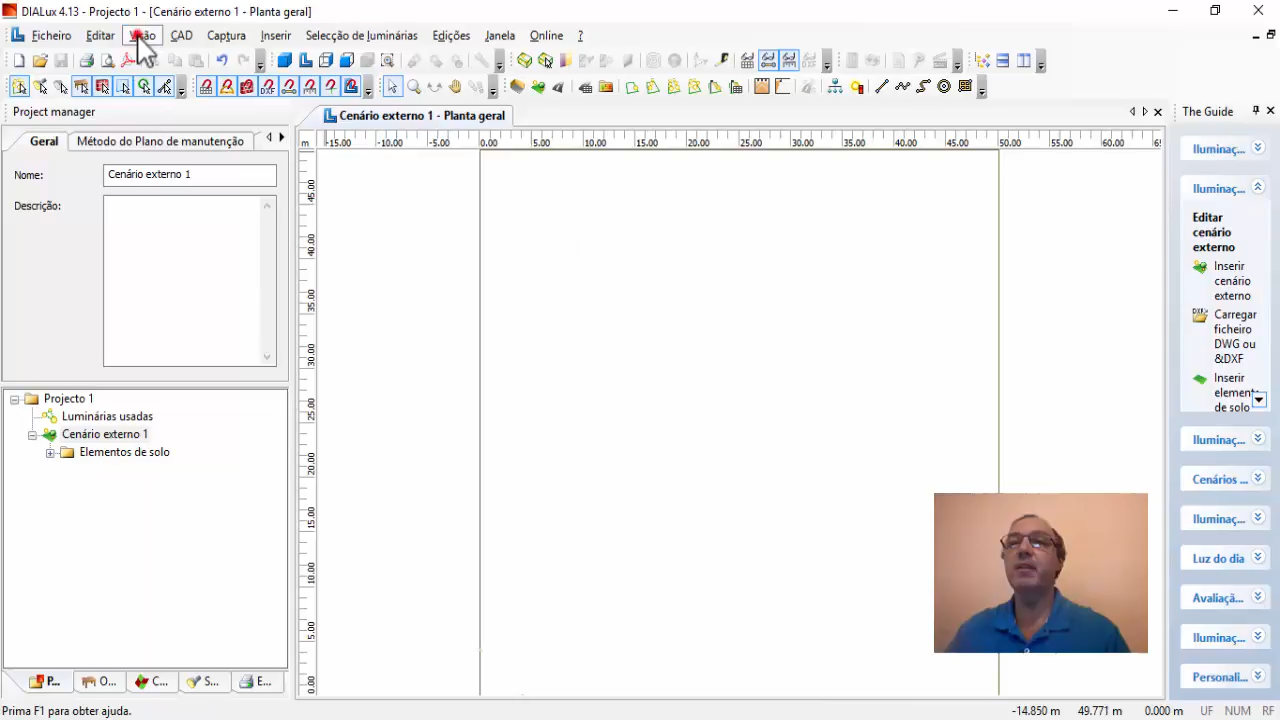 DIALux 4.13 - Projecto 1 - [Cenário externo 1 - Planta geral]
Ficheiro Editar CAD Captura Inserir Selecção de luminárias Edições Janela Online ?
Project manager
Geral Método do Plano de manutenção
Nome: Cenário externo 1
Descrição:
Projecto 1
Luminárias usadas
Cenário externo 1
Elementos de solo
P... O... C... S... E...
Cenário externo 1 - Planta geral
m -15.00 -10.00 -5.00 0.00 5.00 10.00 15.00 20.00 25.00 30.00 35.00 40.00 45.00 50.00 55.00 60.00
45.00
40.00
35.00
30.00
25.00
20.00
15.00
10.00
5.00
0.00
The Guide
Iluminaç...
Iluminaç...
Editar
cenário
externo
Inserir
cenário
externo
Carregar
ficheiro
DWG ou
&DXF
Inserir
de solo
Iluminaç...
Cenários ...
Iluminaç...
Luz do dia
Avaliaçã...
Iluminaç...
Personali...
Prima F1 para obter ajuda. -14.850 m 49.771 m 0.000 m UF NUM RF